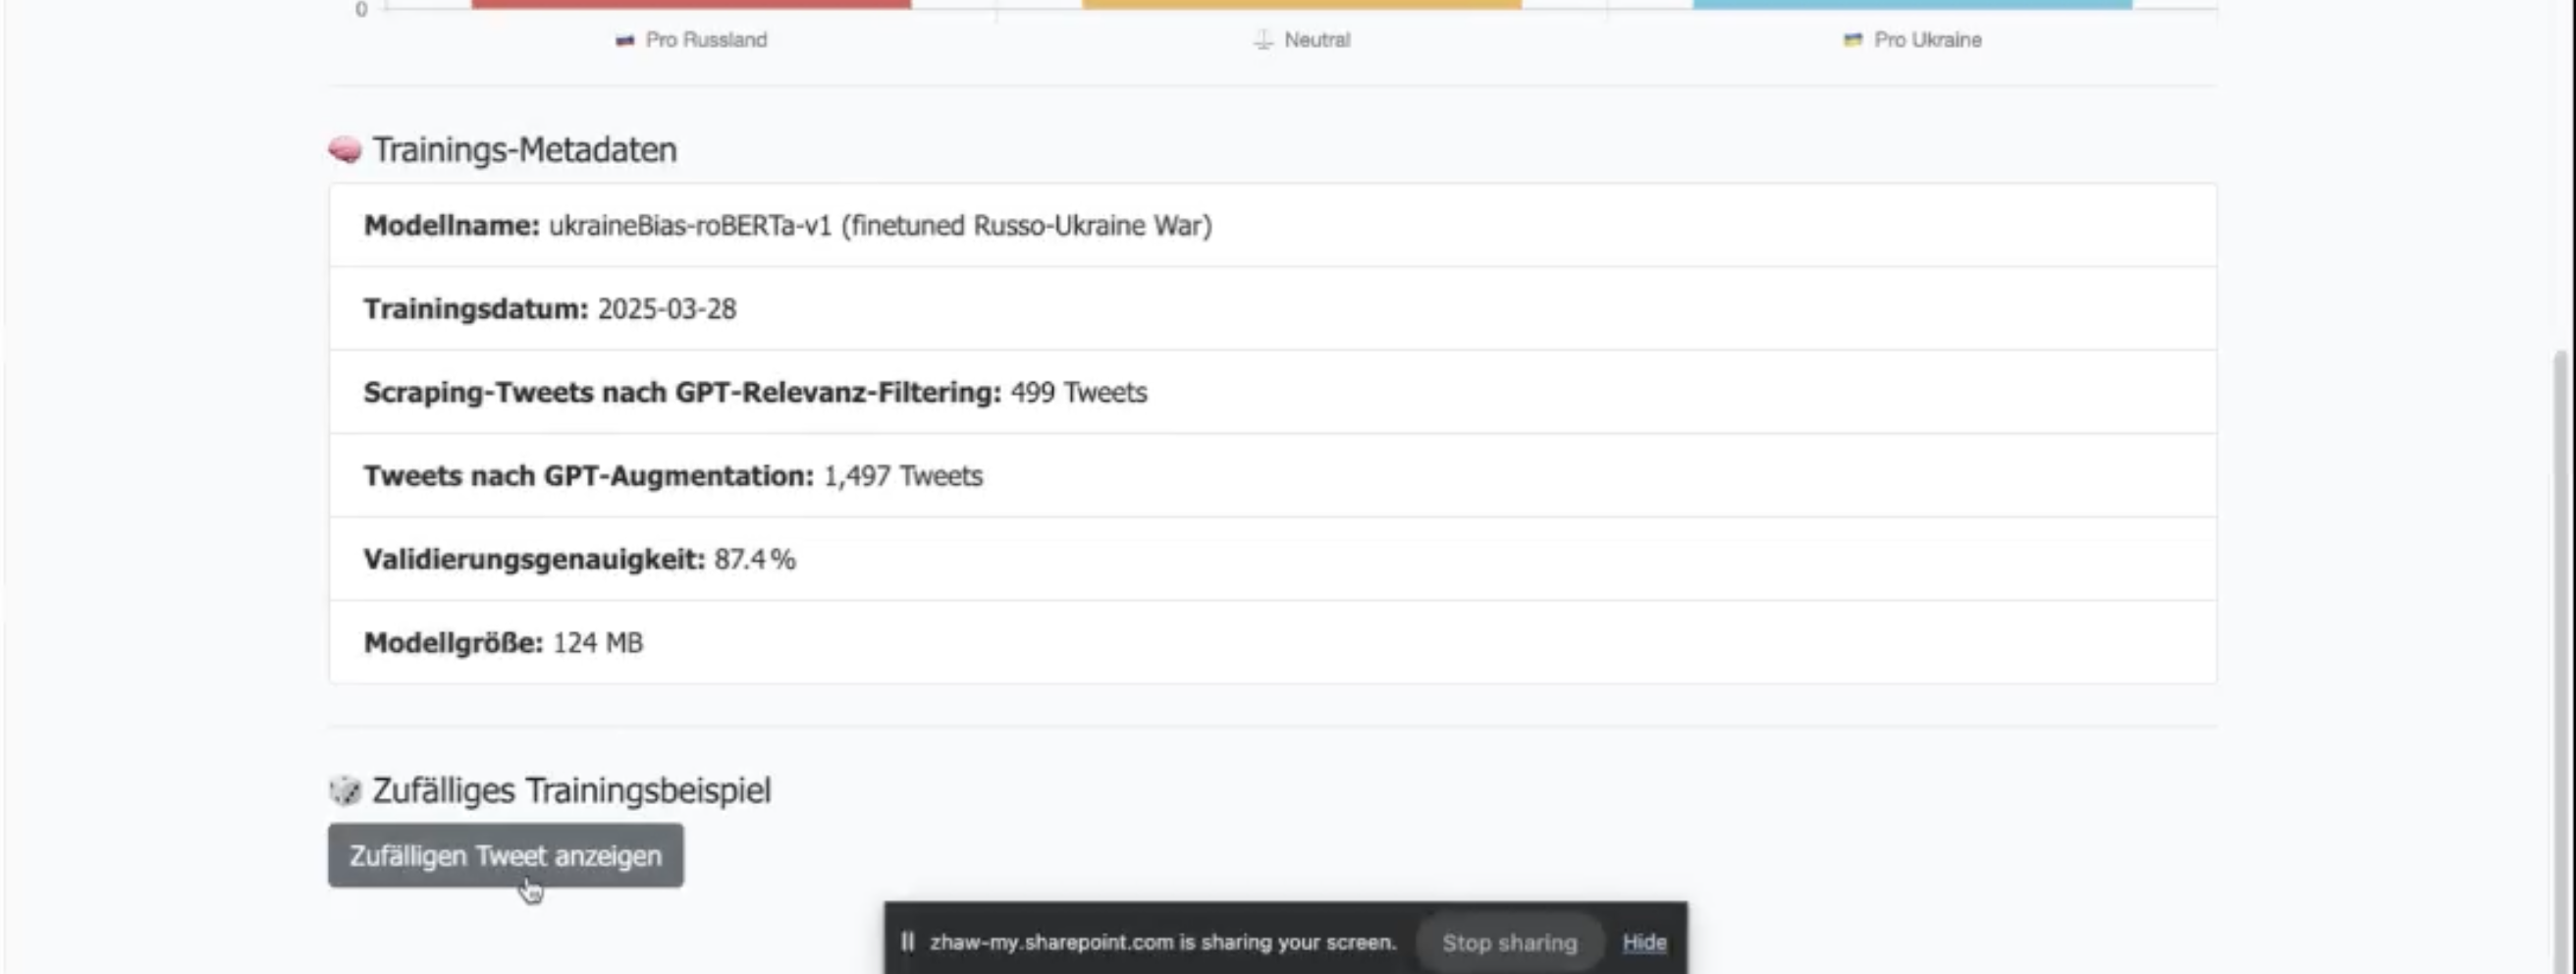 0
Pro Russland
Neutral
Pro Ukraine
Trainings-Metadaten
Modellname: ukraineBias-roBERTa-v1 (finetuned Russo-Ukraine War)
Trainingsdatum: 2025-03-28
Scraping-Tweets nach GPT-Relevanz-Filtering: 499 Tweets
Tweets nach GPT-Augmentation: 1,497 Tweets
Validierungsgenauigkeit: 87.4 %
Modellgröße: 124 MB
Zufälliges Trainingsbeispiel
Zufälligen Tweet anzeigen
zhaw-my.sharepoint.com is sharing your screen.
Stop sharing
Hide